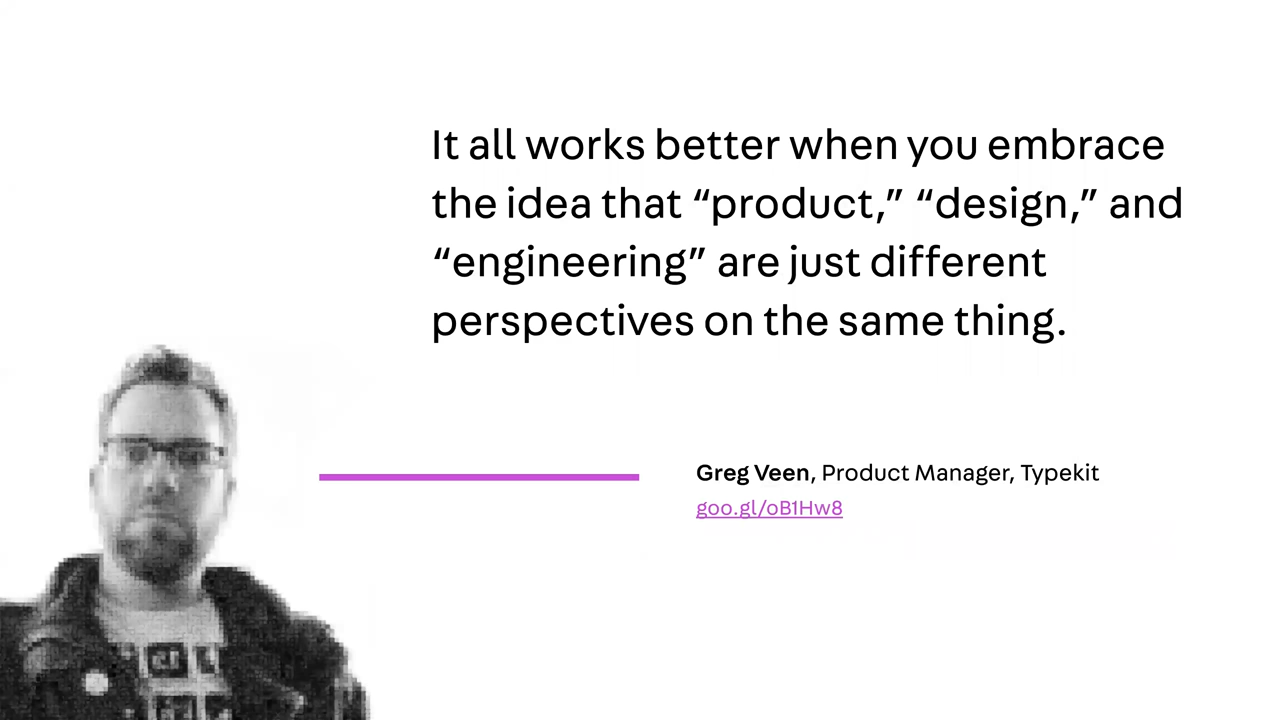 It all works better when you embrace
the idea that “product,” “design,” and
“engineering” are just different
perspectives on the same thing.
Greg Veen, Product Manager, Typekit
goo.gl/oB1Hw8